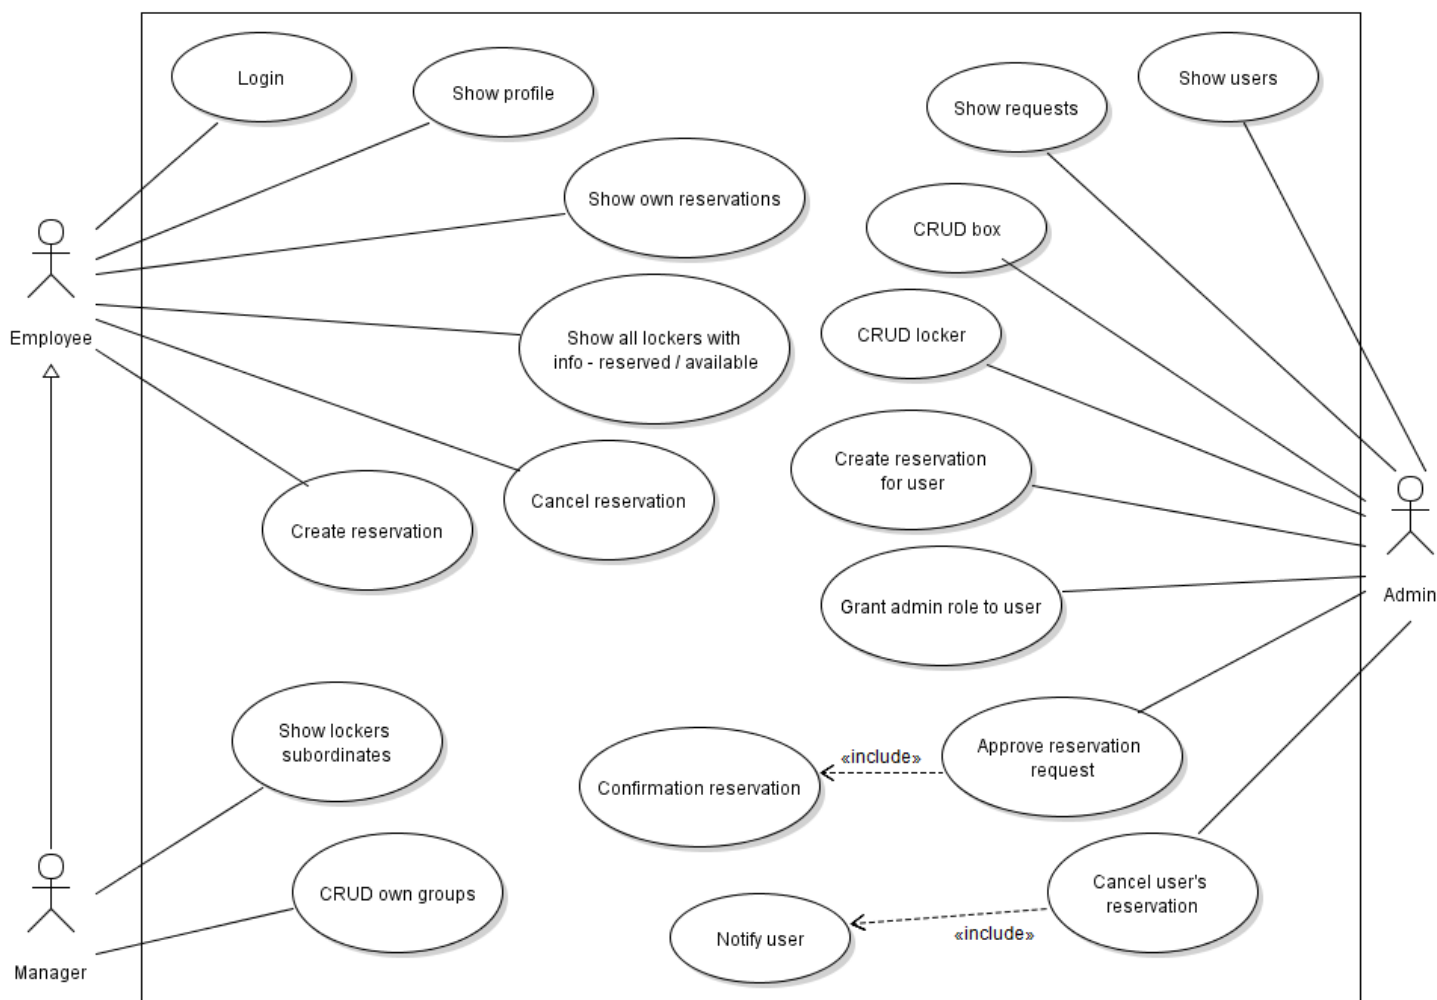 Login
Show profile
Show requests
Show users
Show own reservations
CRUD box
Employee
Show all lockers with
info - reserved / available
CRUD locker
Create reservation
for user
Cancel reservation
Create reservation
Admin
Grant admin role to user
Show lockers
subordinates
«include»
Approve reservation
request
Confirmation reservation
CRUD own groups
Cancel user's
reservation
«include»
Notify user
Manager